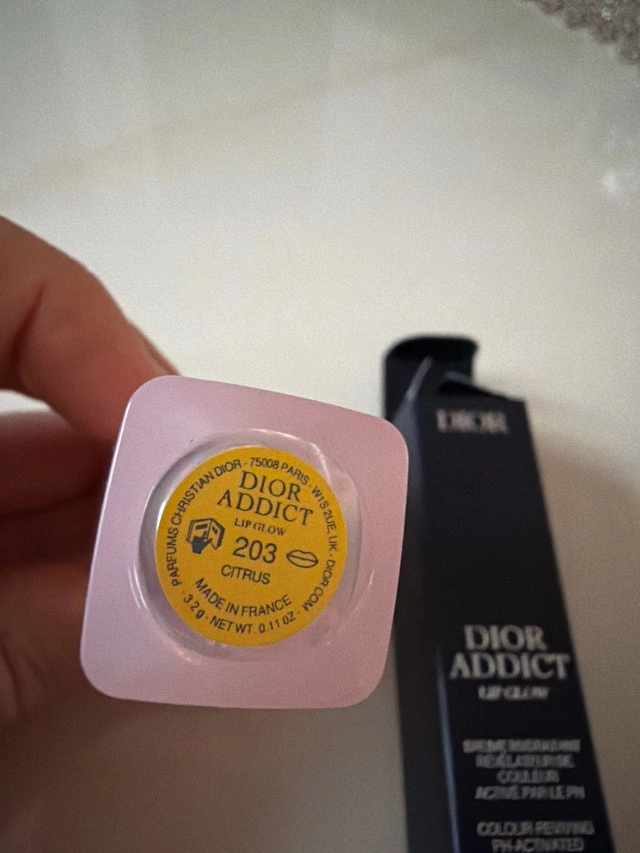 PARFUMS CHRISTIAN DIOR - 75008 PARIS - W1S 2UE, UK - DIOR.COM
DIOR
ADDICT
LIP GLOW
203
CITRUS
MADE IN FRANCE
3.2 g - NET WT. 0.11 OZ
DIOR
DIOR
ADDICT
LIP GLOW
BAUME HYDRATANT
RÉVÉLATEUR DE
COULEUR
ACTIVÉ PAR LE PH
COLOUR-REVIVING
PH-ACTIVATED